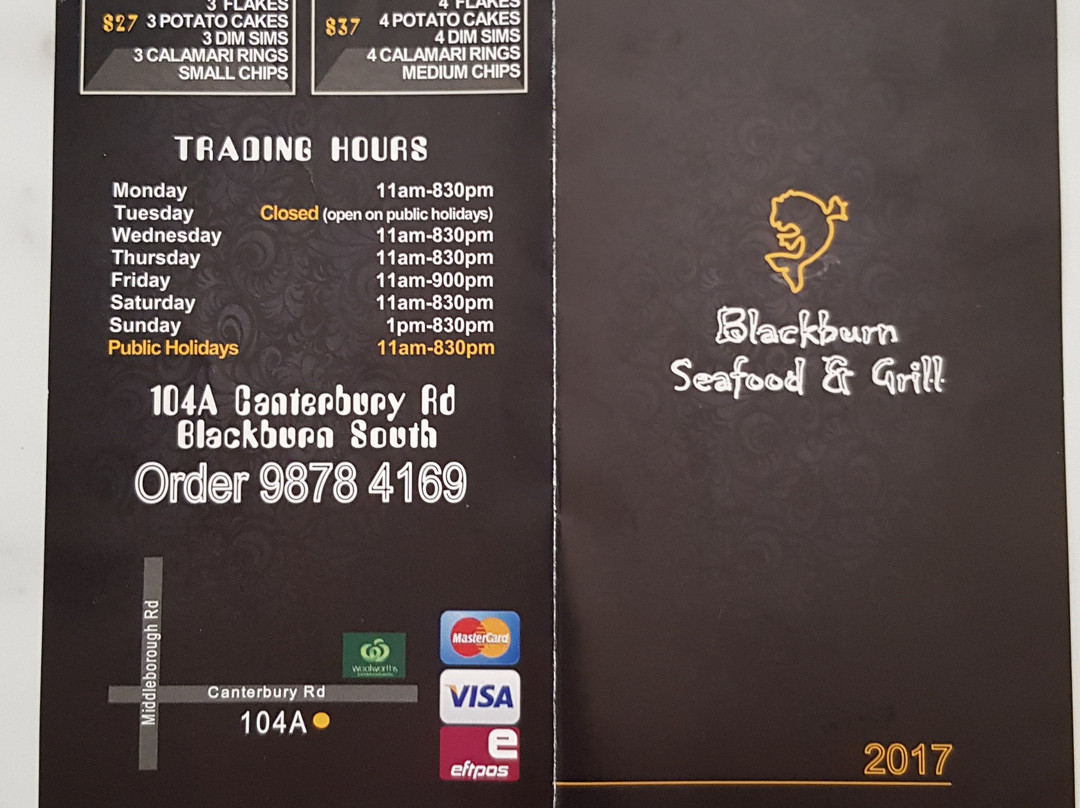 3 FLAKES
$27 3 POTATO CAKES
3 DIM SIMS
3 CALAMARI RINGS
SMALL CHIPS
4 FLAKES
$37 4 POTATO CAKES
4 DIM SIMS
4 CALAMARI RINGS
MEDIUM CHIPS
TRADING HOURS
Monday 11am-830pm
Tuesday Closed (open on public holidays)
Wednesday 11am-830pm
Thursday 11am-830pm
Friday 11am-900pm
Saturday 11am-830pm
Sunday 1pm-830pm
Public Holidays 11am-830pm
104A Canterbury Rd
Blackburn South
Order 9878 4169
Middleborough Rd
Woolworths
Canterbury Rd
104A
MasterCard
VISA
e
eftpos
Blackburn
Seafood & Grill
2017